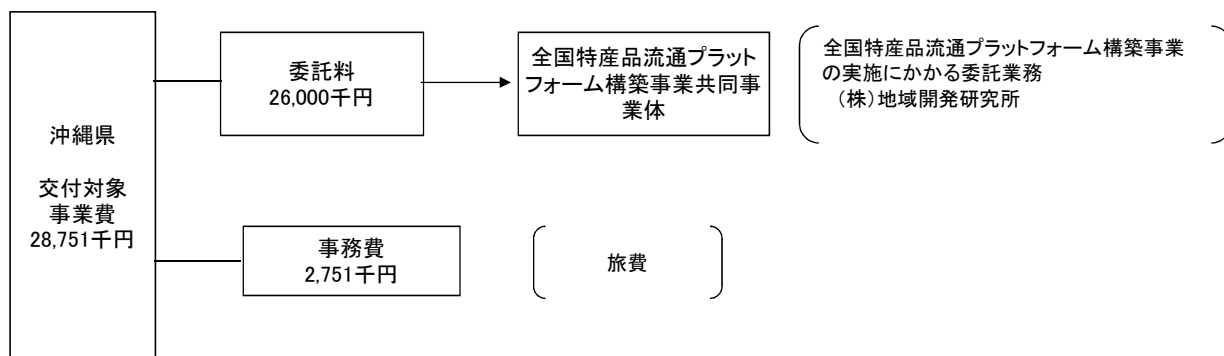 沖縄県
交付対象
事業費
28,751千円
委託料
26,000千円
全国特産品流通プラット
フォーム構築事業共同事
業体
全国特産品流通プラットフォーム構築事業
の実施にかかる委託業務
(株)地域開発研究所
事務費
2,751千円
旅費